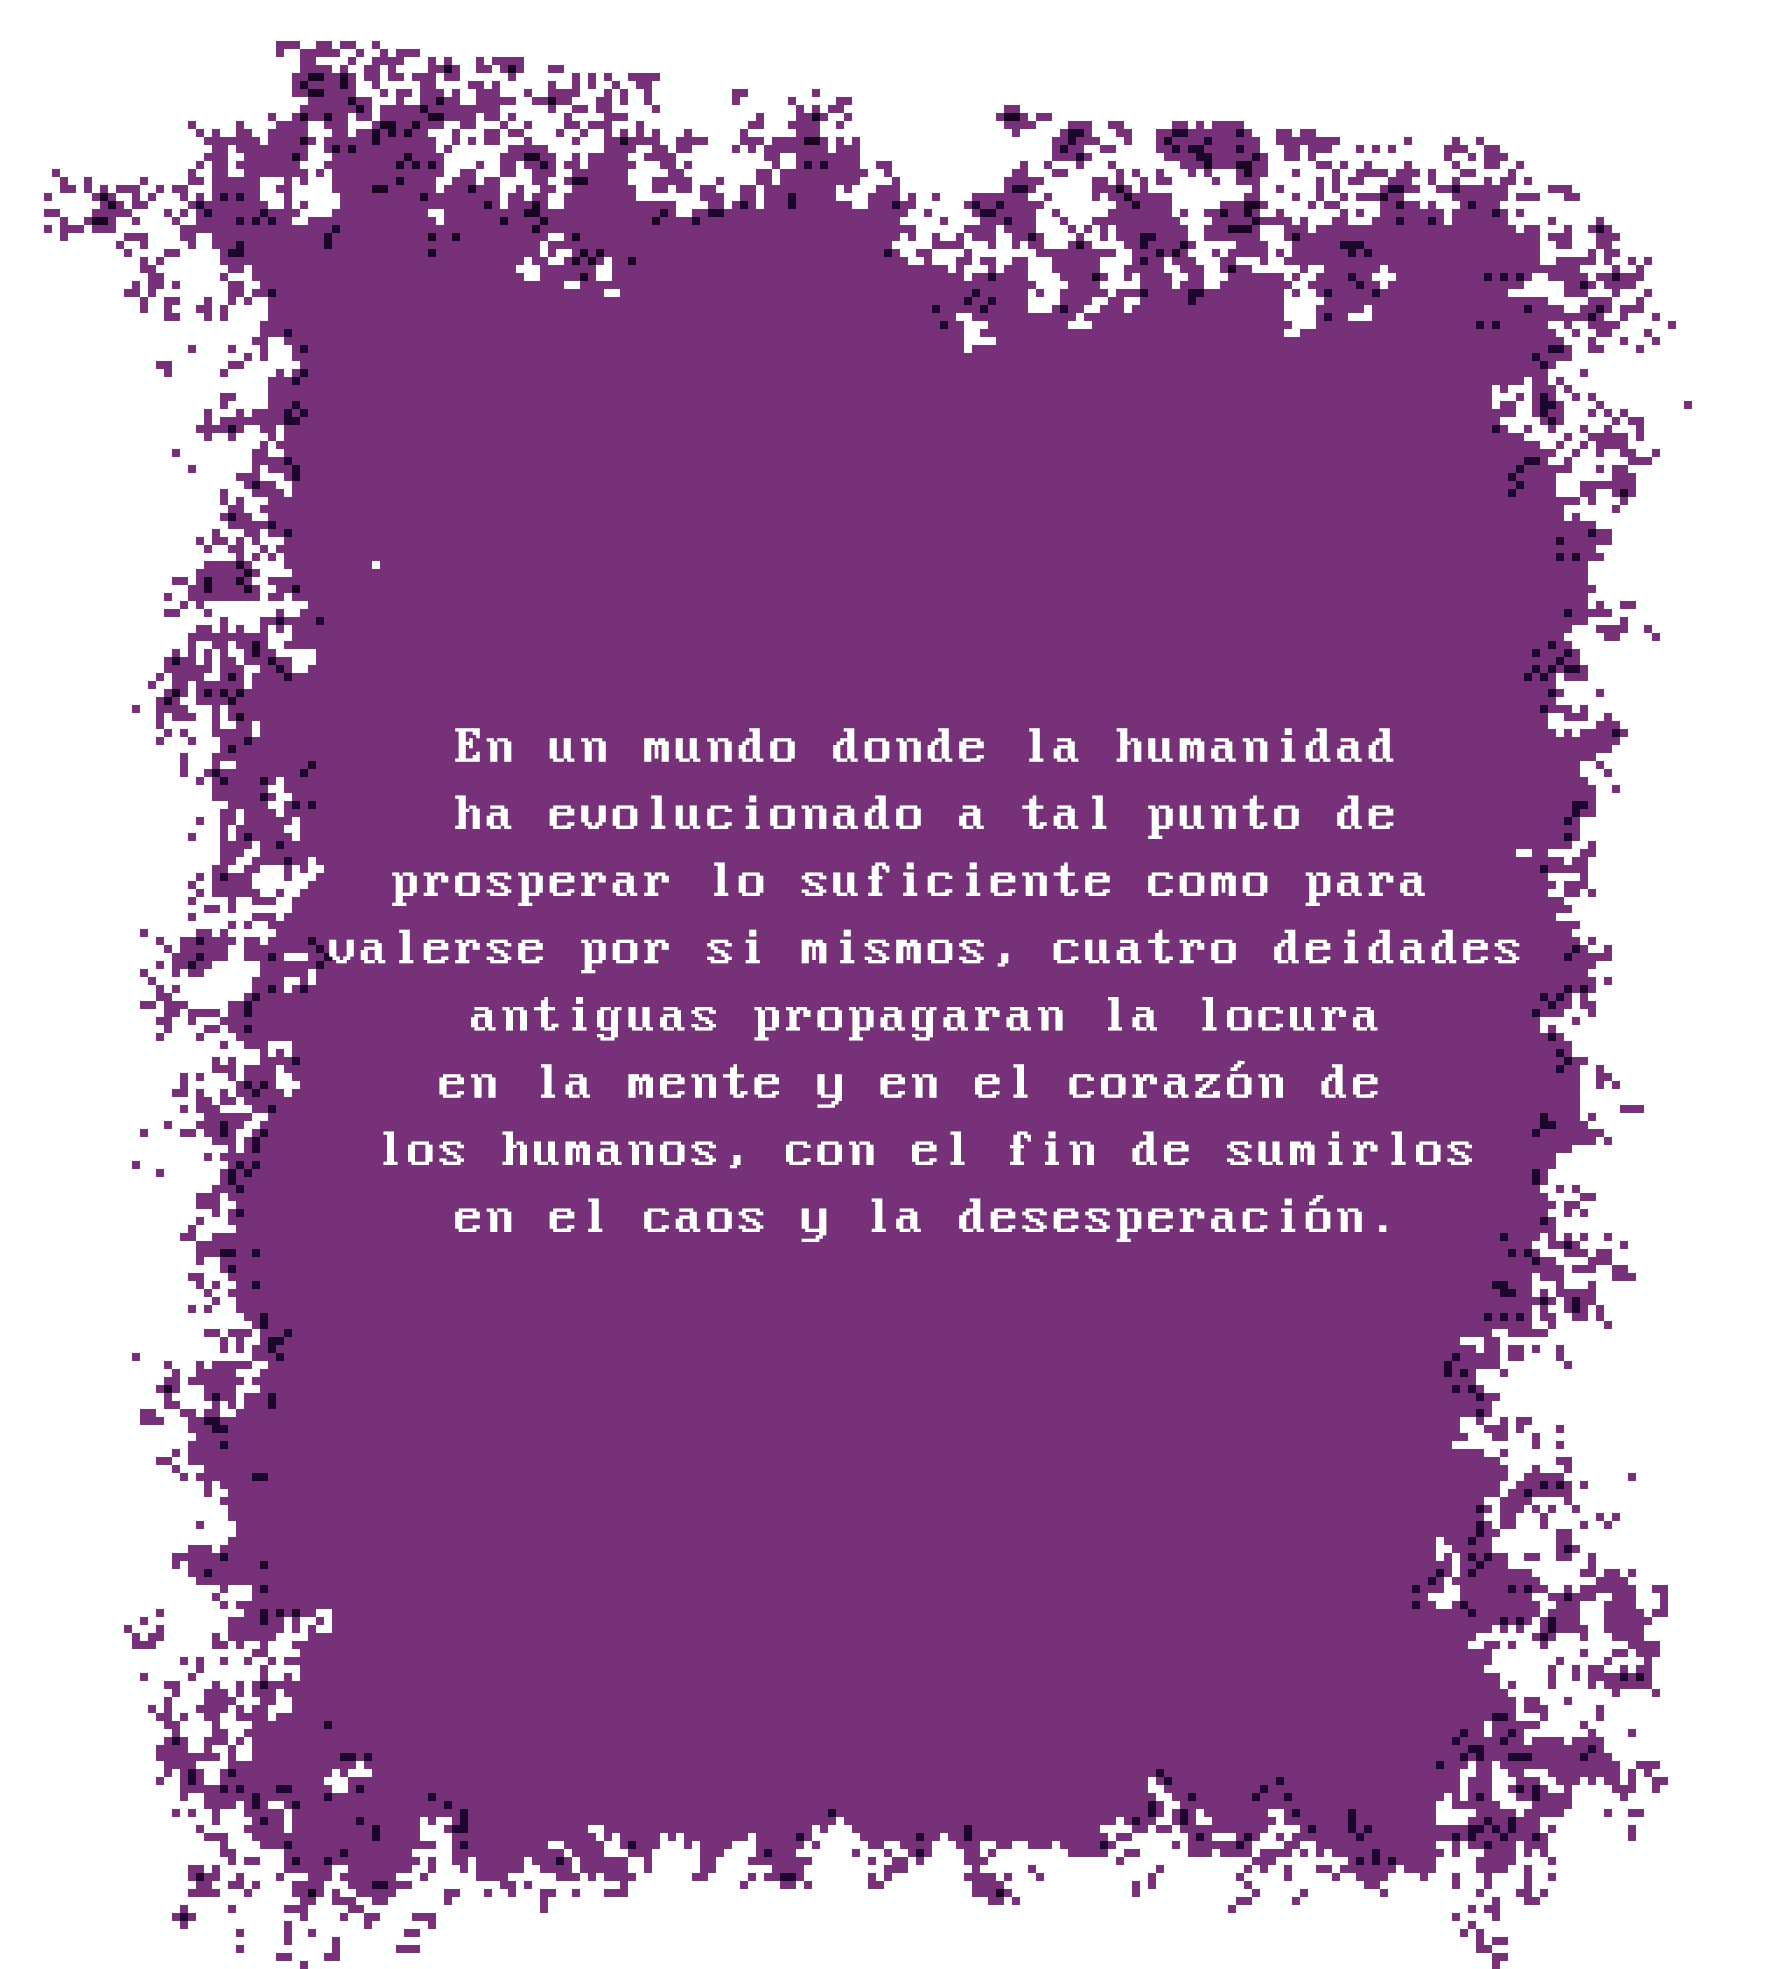 En un mundo donde la humanidad
ha evolucionado a tal punto de
prosperar lo suficiente como para
valerse por si mismos, cuatro deidades
antiguas propagaran la locura
en la mente y en el corazón de
los humanos, con el fin de sumirlos
en el caos y la desesperación.